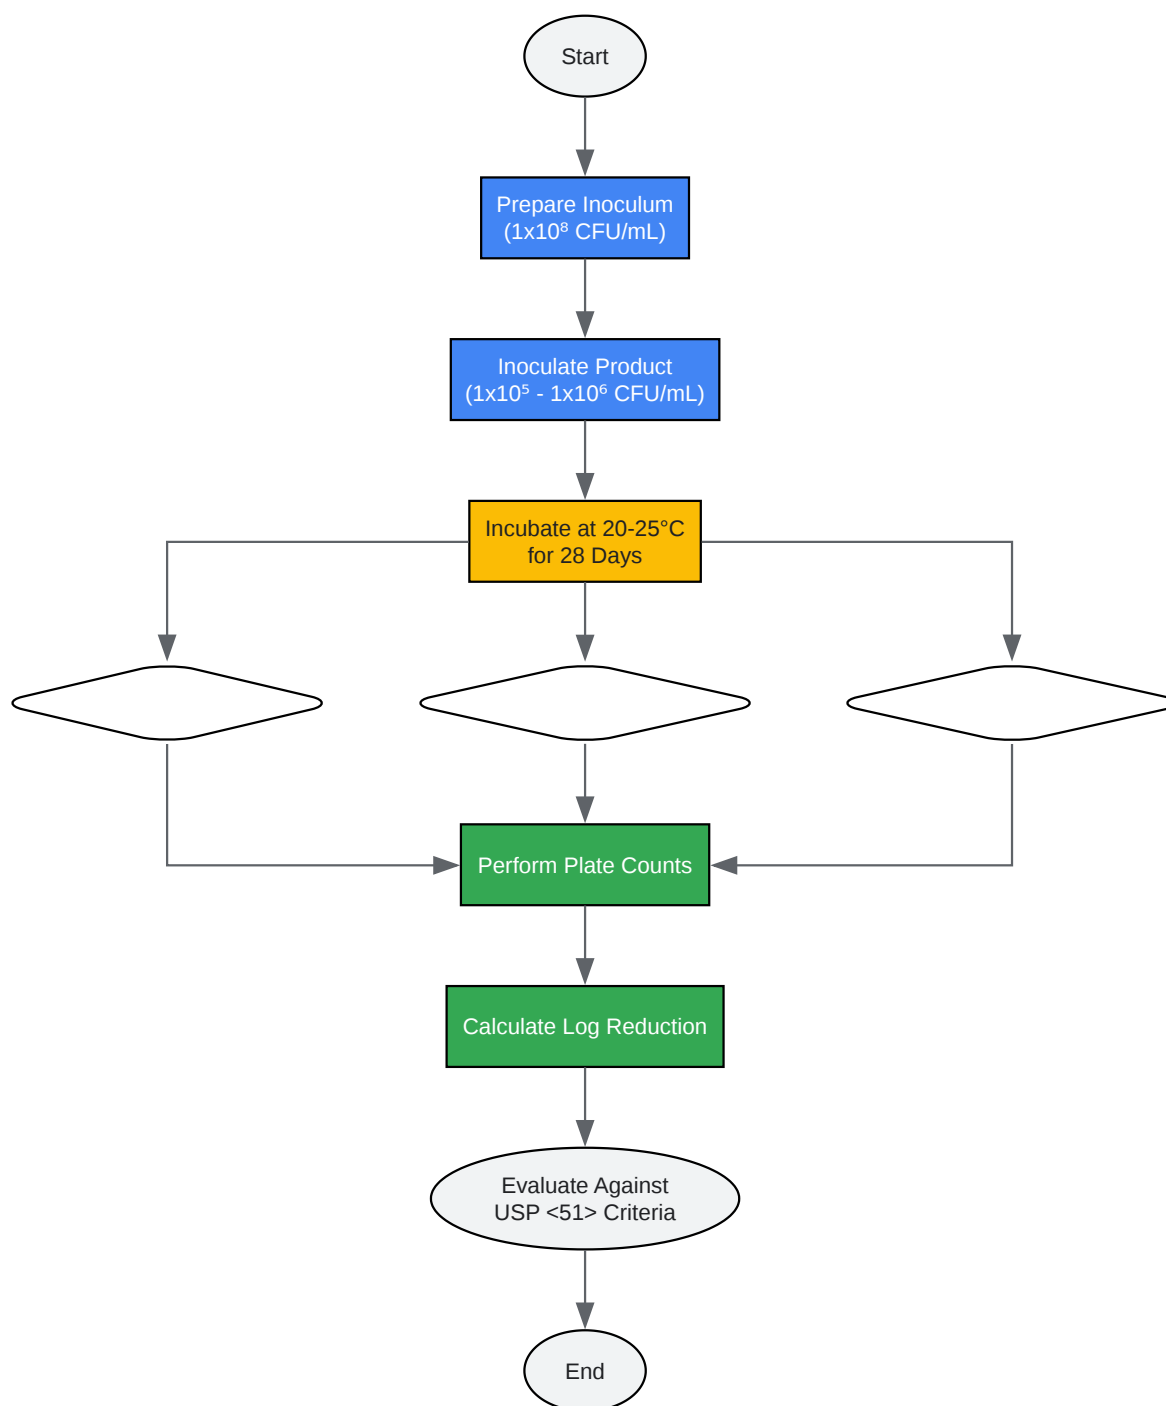 Start
Prepare Inoculum
(1x10⁸ CFU/mL)
Inoculate Product
(1x10⁵ - 1x10⁶ CFU/mL)
Incubate at 20-25°C
for 28 Days
Perform Plate Counts
Calculate Log Reduction
Evaluate Against
USP <51> Criteria
End